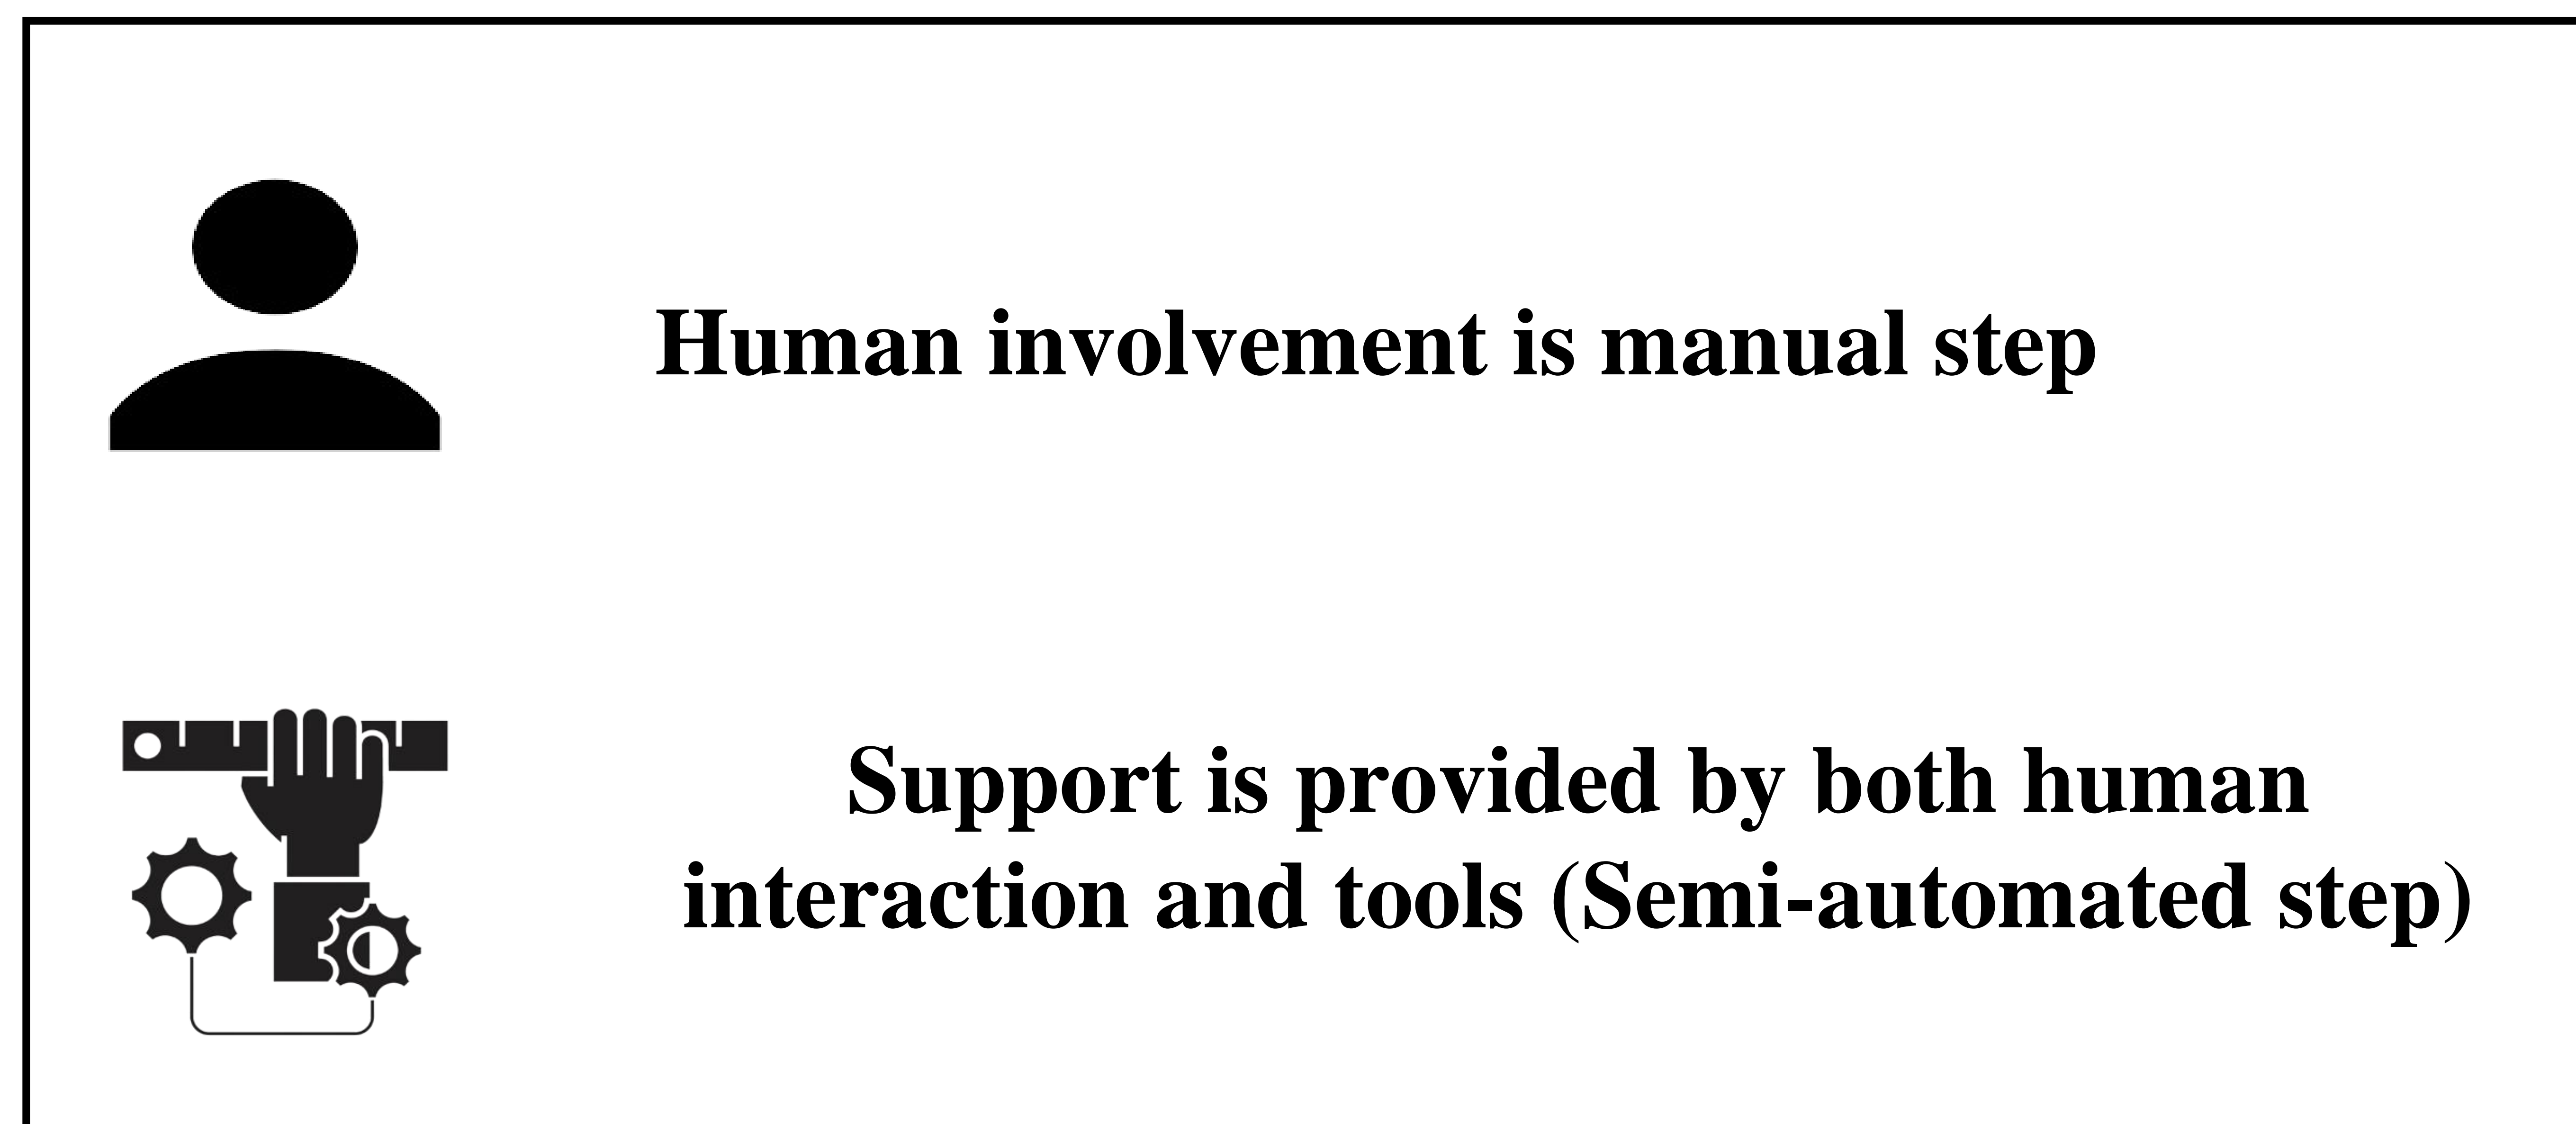 Human involvement is manual step
Support is provided by both human
interaction and tools (Semi-automated step)